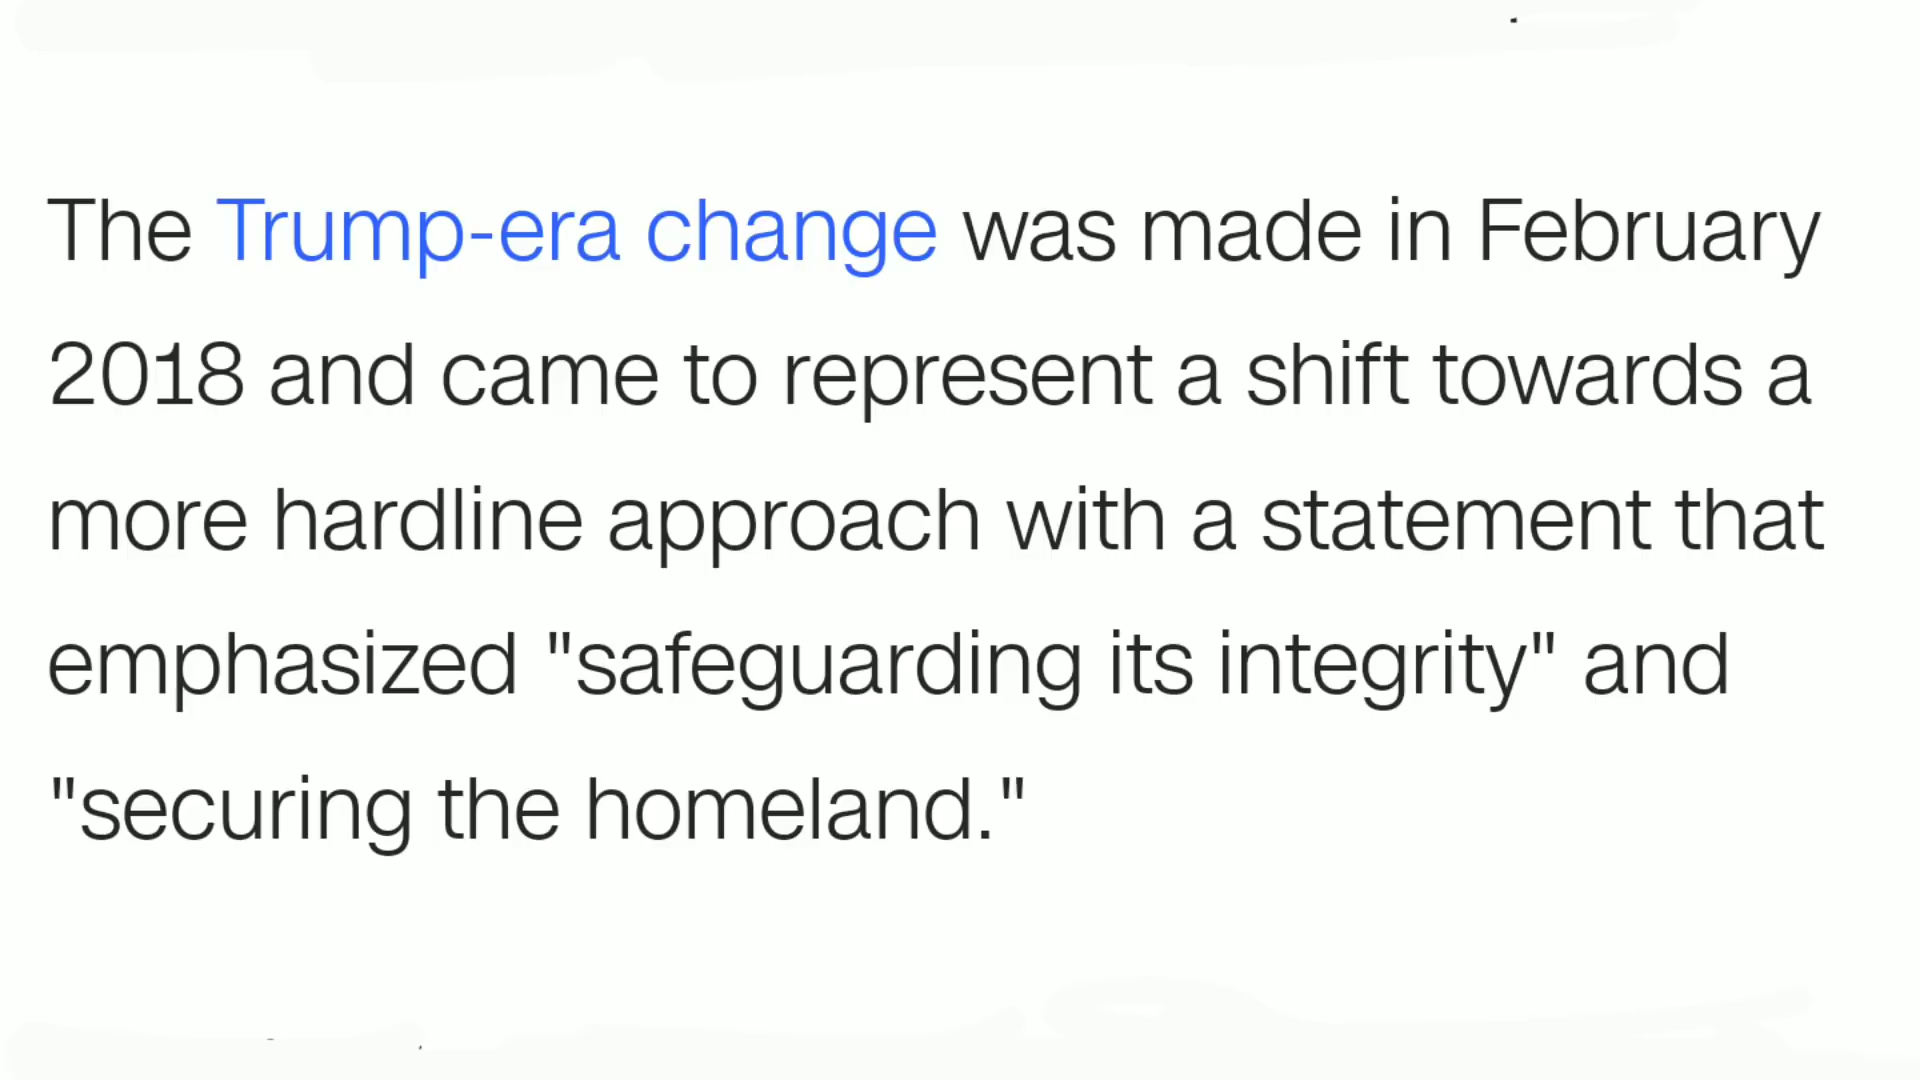 The Trump-era change was made in February
2018 and came to represent a shift towards a
more hardline approach with a statement that
emphasized "safeguarding its integrity" and
"securing the homeland."